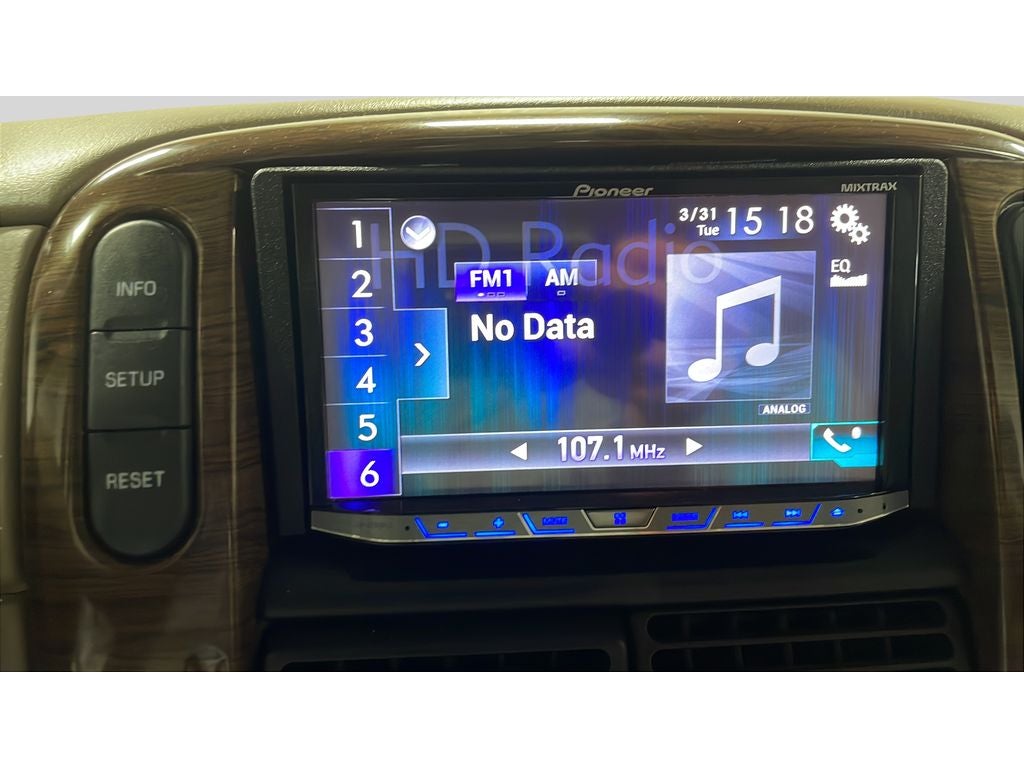 Pioneer
MIXTRAX
HD Radio
3/31
Tue
15 18
EQ
1
2
3
4
5
6
FM1
AM
No Data
ANALOG
107.1 MHz
INFO
SETUP
RESET
MUTE